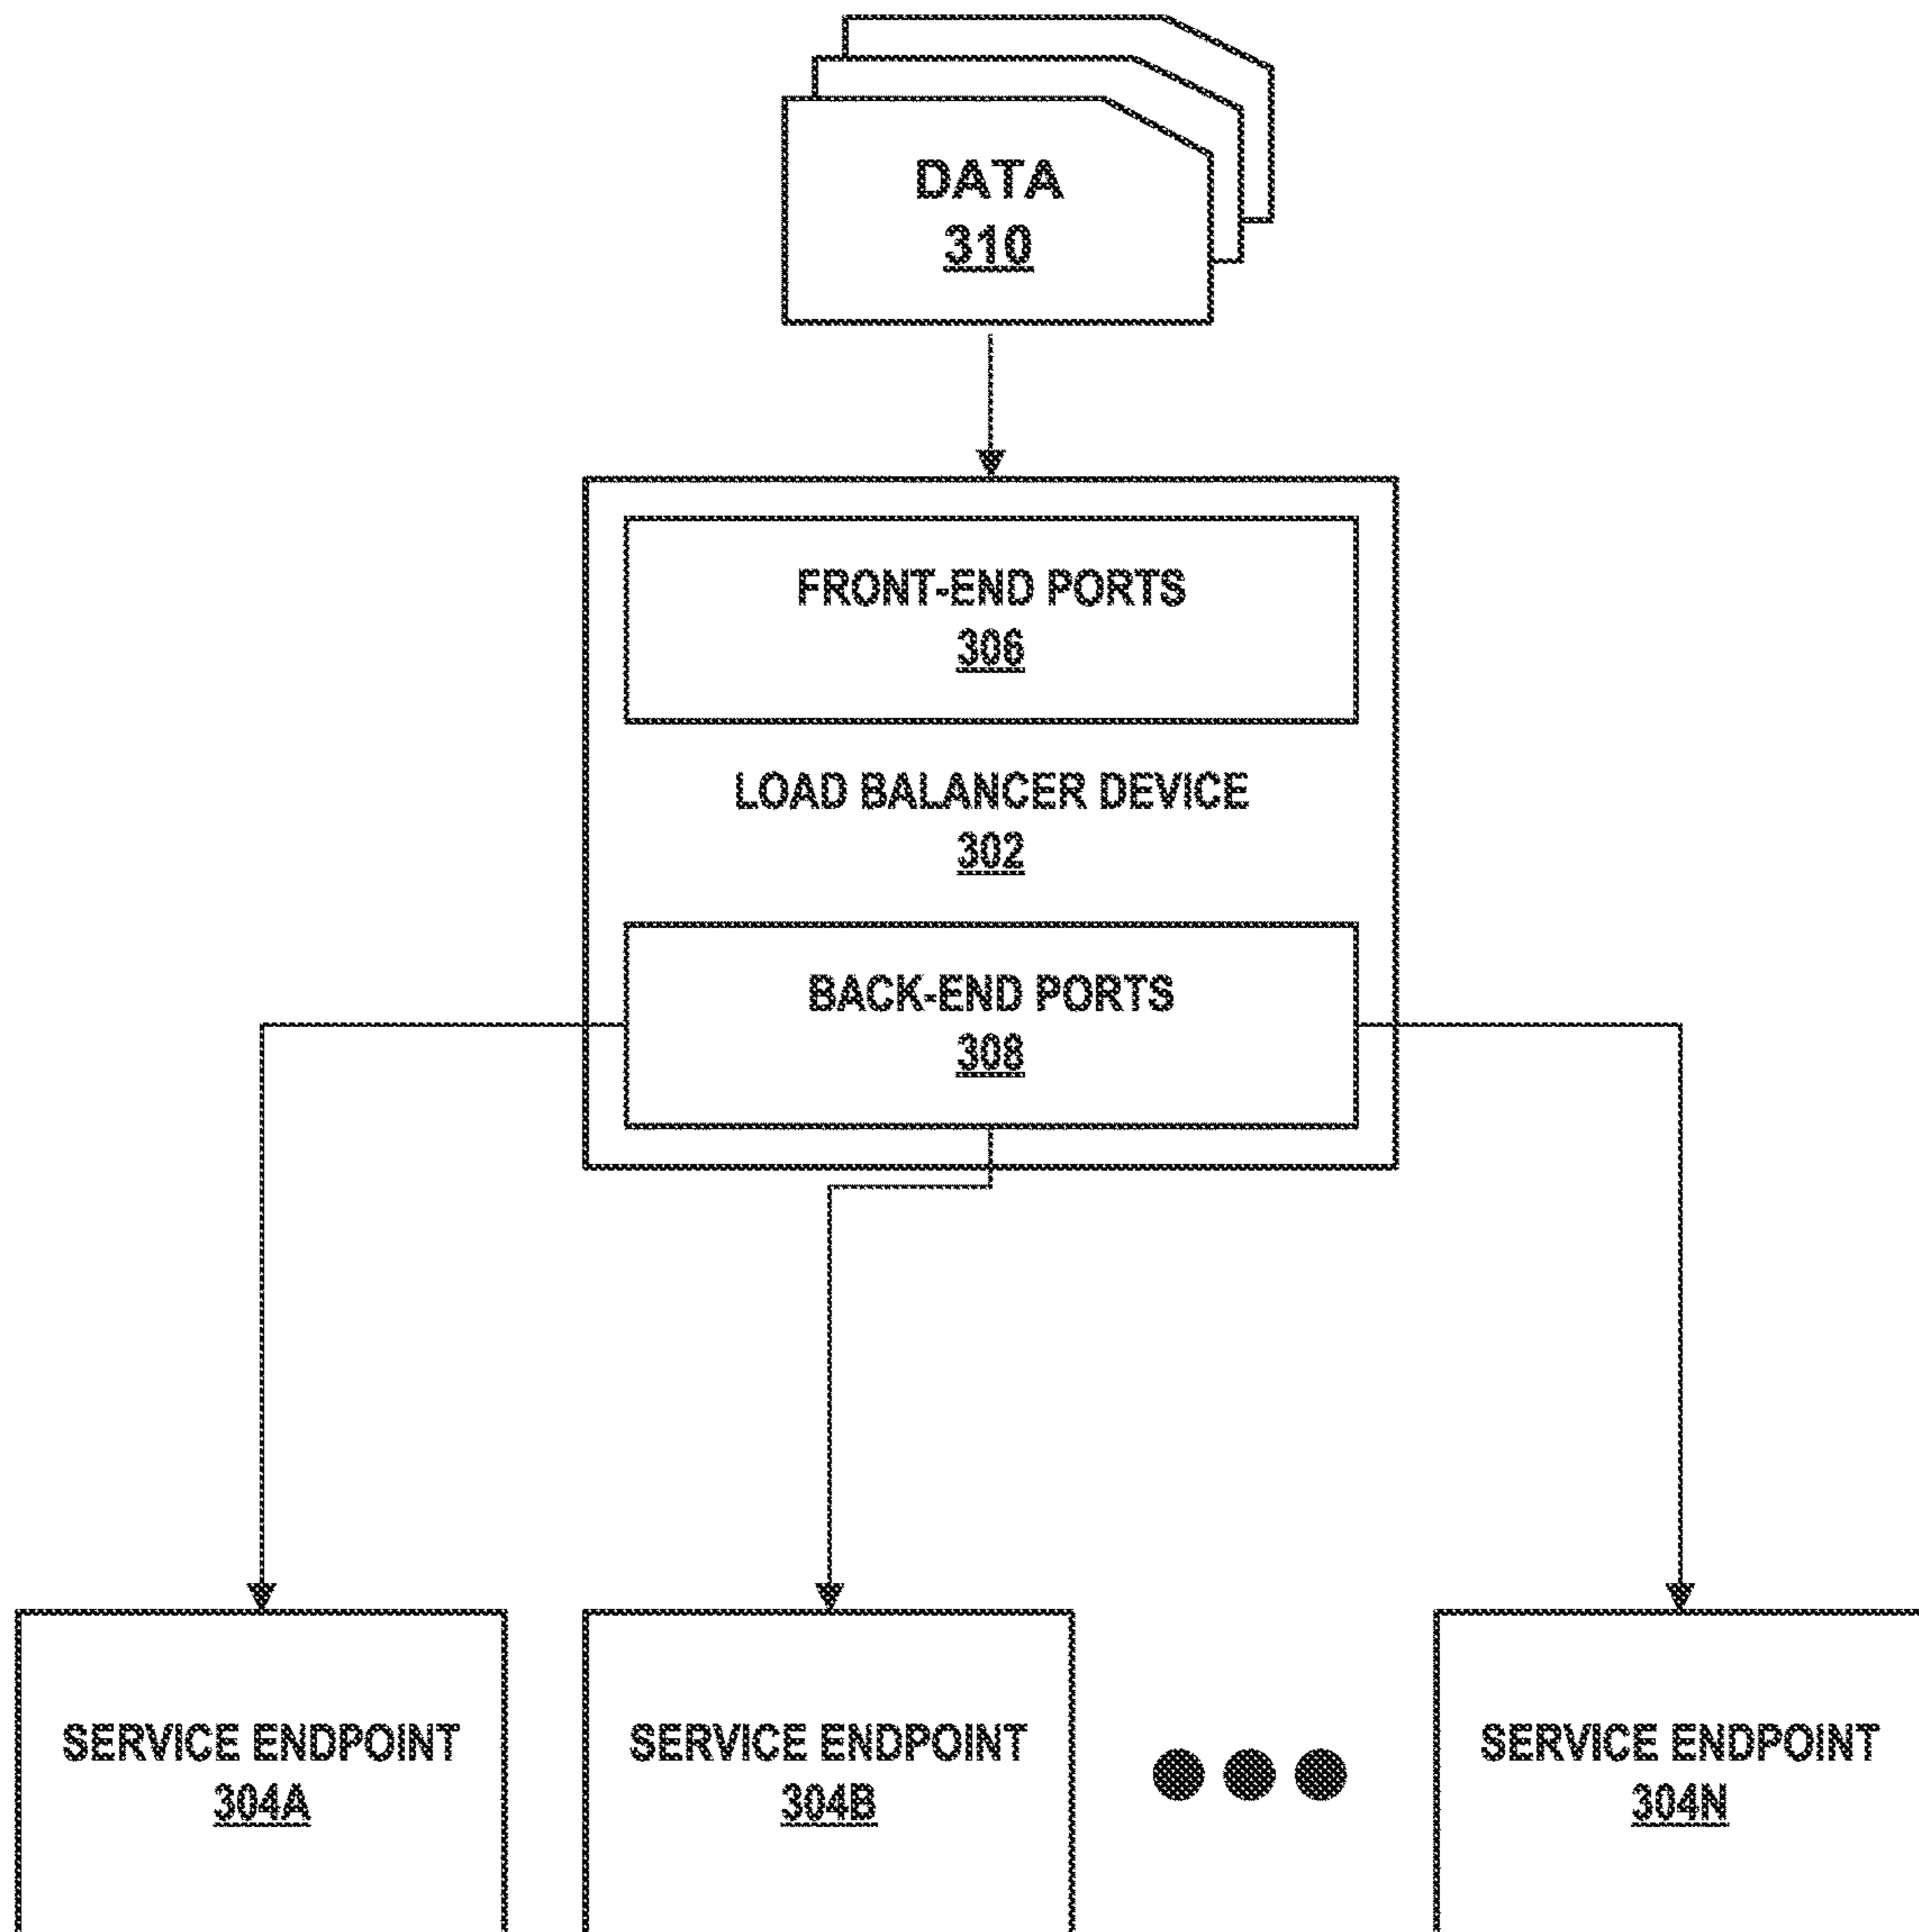 DATA
310
FRONT-END PORTS
306
LOAD BALANCER DEVICE
302
BACK-END PORTS
308
SERVICE ENDPOINT
304A
SERVICE ENDPOINT
304B
SERVICE ENDPOINT
304N